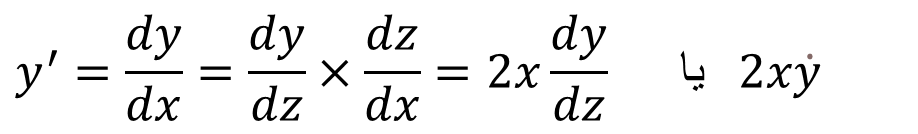 y′ = dy/dx = dy/dz × dz/dx = 2x dy/dz یا 2xẏ